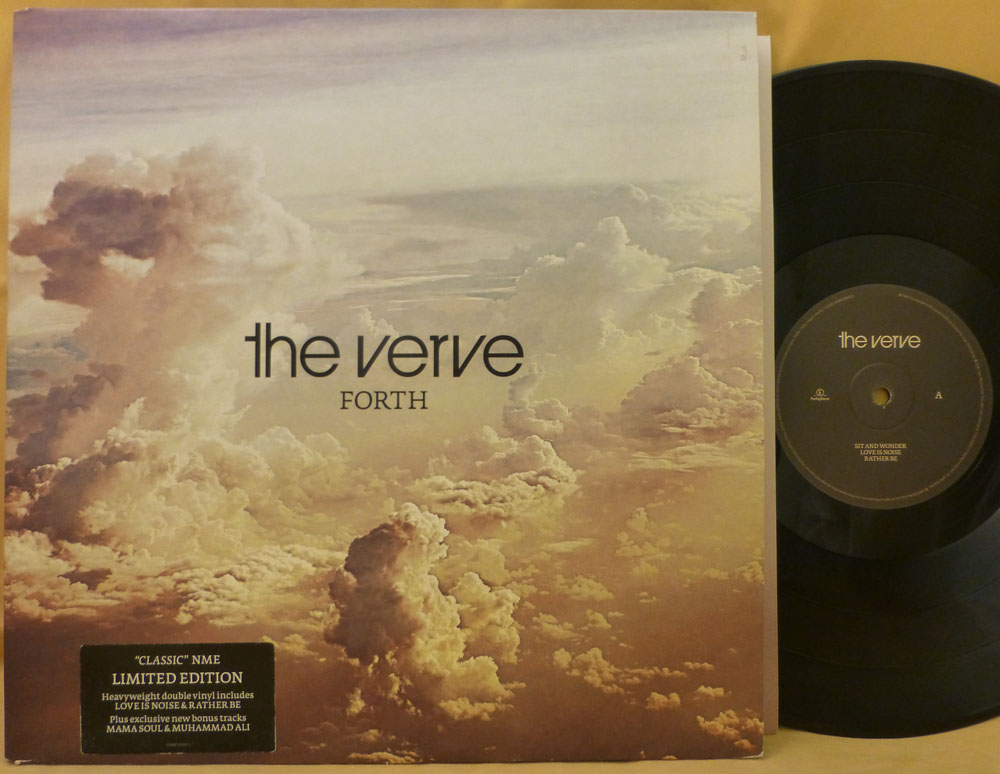 the verve
FORTH
"CLASSIC" NME
LIMITED EDITION
Heavyweight double vinyl includes
LOVE IS NOISE & RATHER BE
Plus exclusive new bonus tracks
MAMA SOUL & MUHAMMAD ALI
the verve
Parlophone
A
SIT AND WONDER
LOVE IS NOISE
RATHER BE